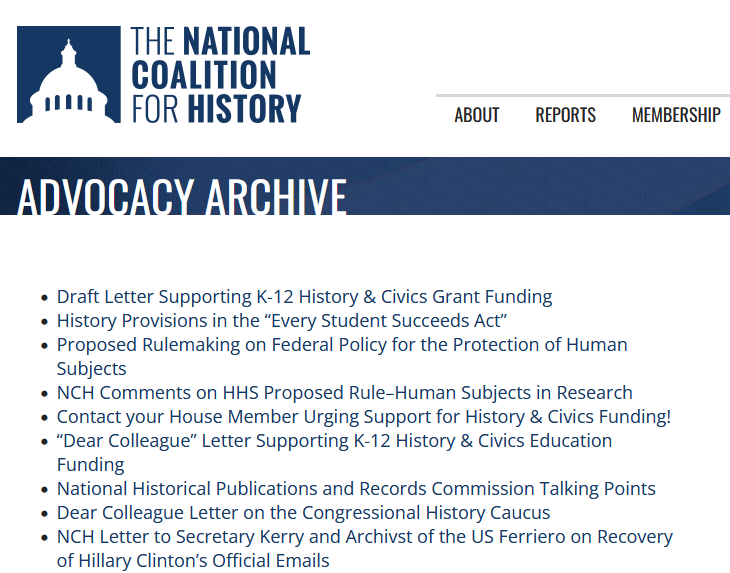 THE NATIONAL
COALITION
FOR HISTORY
ABOUT REPORTS MEMBERSHIP
ADVOCACY ARCHIVE
• Draft Letter Supporting K-12 History & Civics Grant Funding
• History Provisions in the “Every Student Succeeds Act”
• Proposed Rulemaking on Federal Policy for the Protection of Human
Subjects
• NCH Comments on HHS Proposed Rule–Human Subjects in Research
• Contact your House Member Urging Support for History & Civics Funding!
• “Dear Colleague” Letter Supporting K-12 History & Civics Education
Funding
• National Historical Publications and Records Commission Talking Points
• Dear Colleague Letter on the Congressional History Caucus
• NCH Letter to Secretary Kerry and Archivst of the US Ferriero on Recovery
of Hillary Clinton’s Official Emails